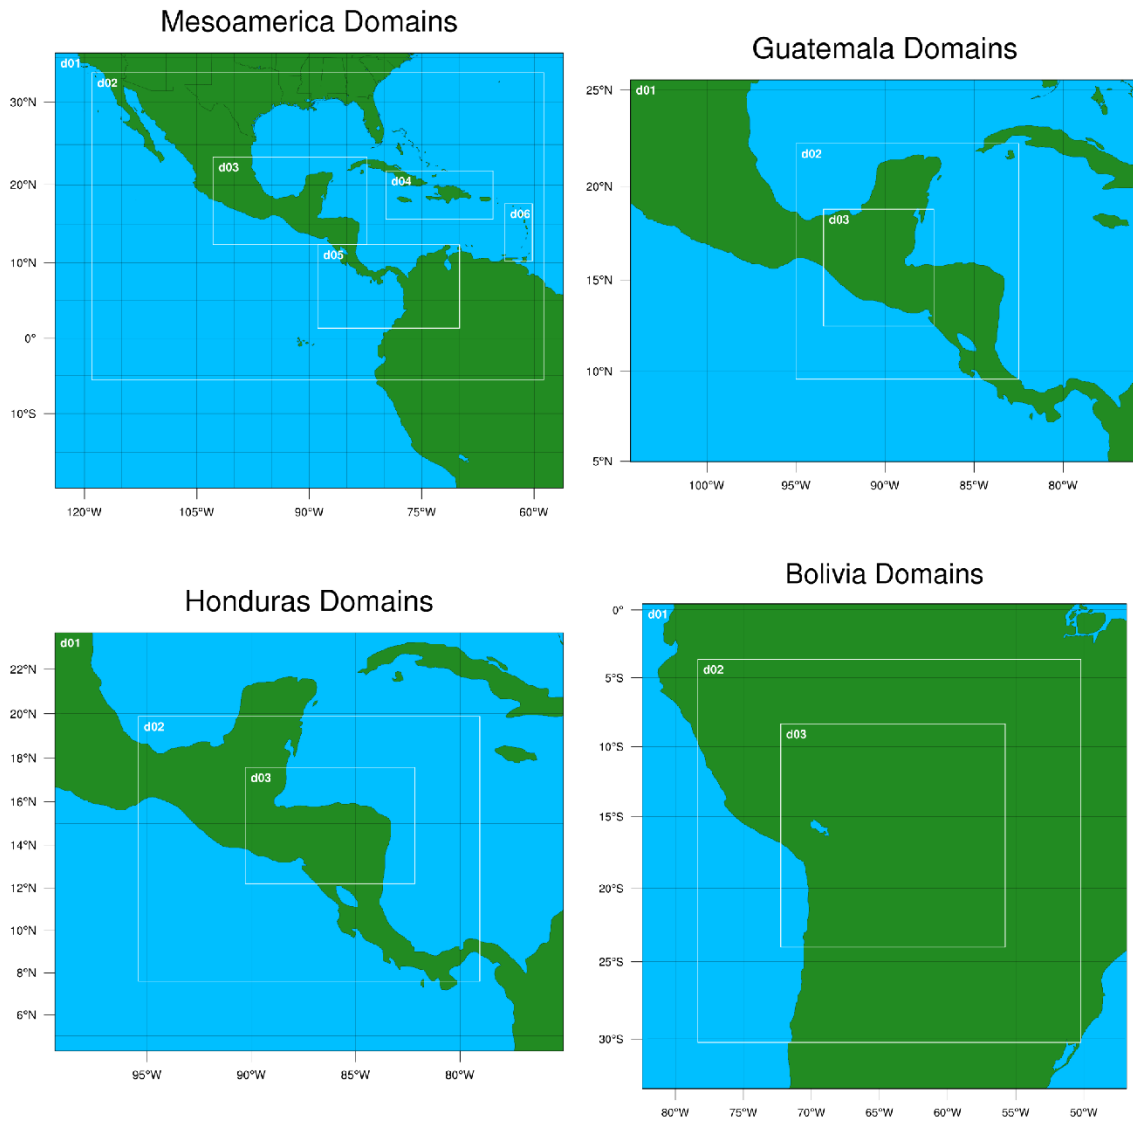 Mesoamerica Domains
d01
d02
d03
d04
d06
d05
30°N
20°N
10°N
0°
10°S
120°W 105°W 90°W 75°W 60°W
Guatemala Domains
d01
d02
d03
25°N
20°N
15°N
10°N
5°N
100°W 95°W 90°W 85°W 80°W
Honduras Domains
d01
d02
d03
22°N
20°N
18°N
16°N
14°N
12°N
10°N
8°N
6°N
95°W 90°W 85°W 80°W
Bolivia Domains
d01
d02
d03
0°
5°S
10°S
15°S
20°S
25°S
30°S
80°W 75°W 70°W 65°W 60°W 55°W 50°W